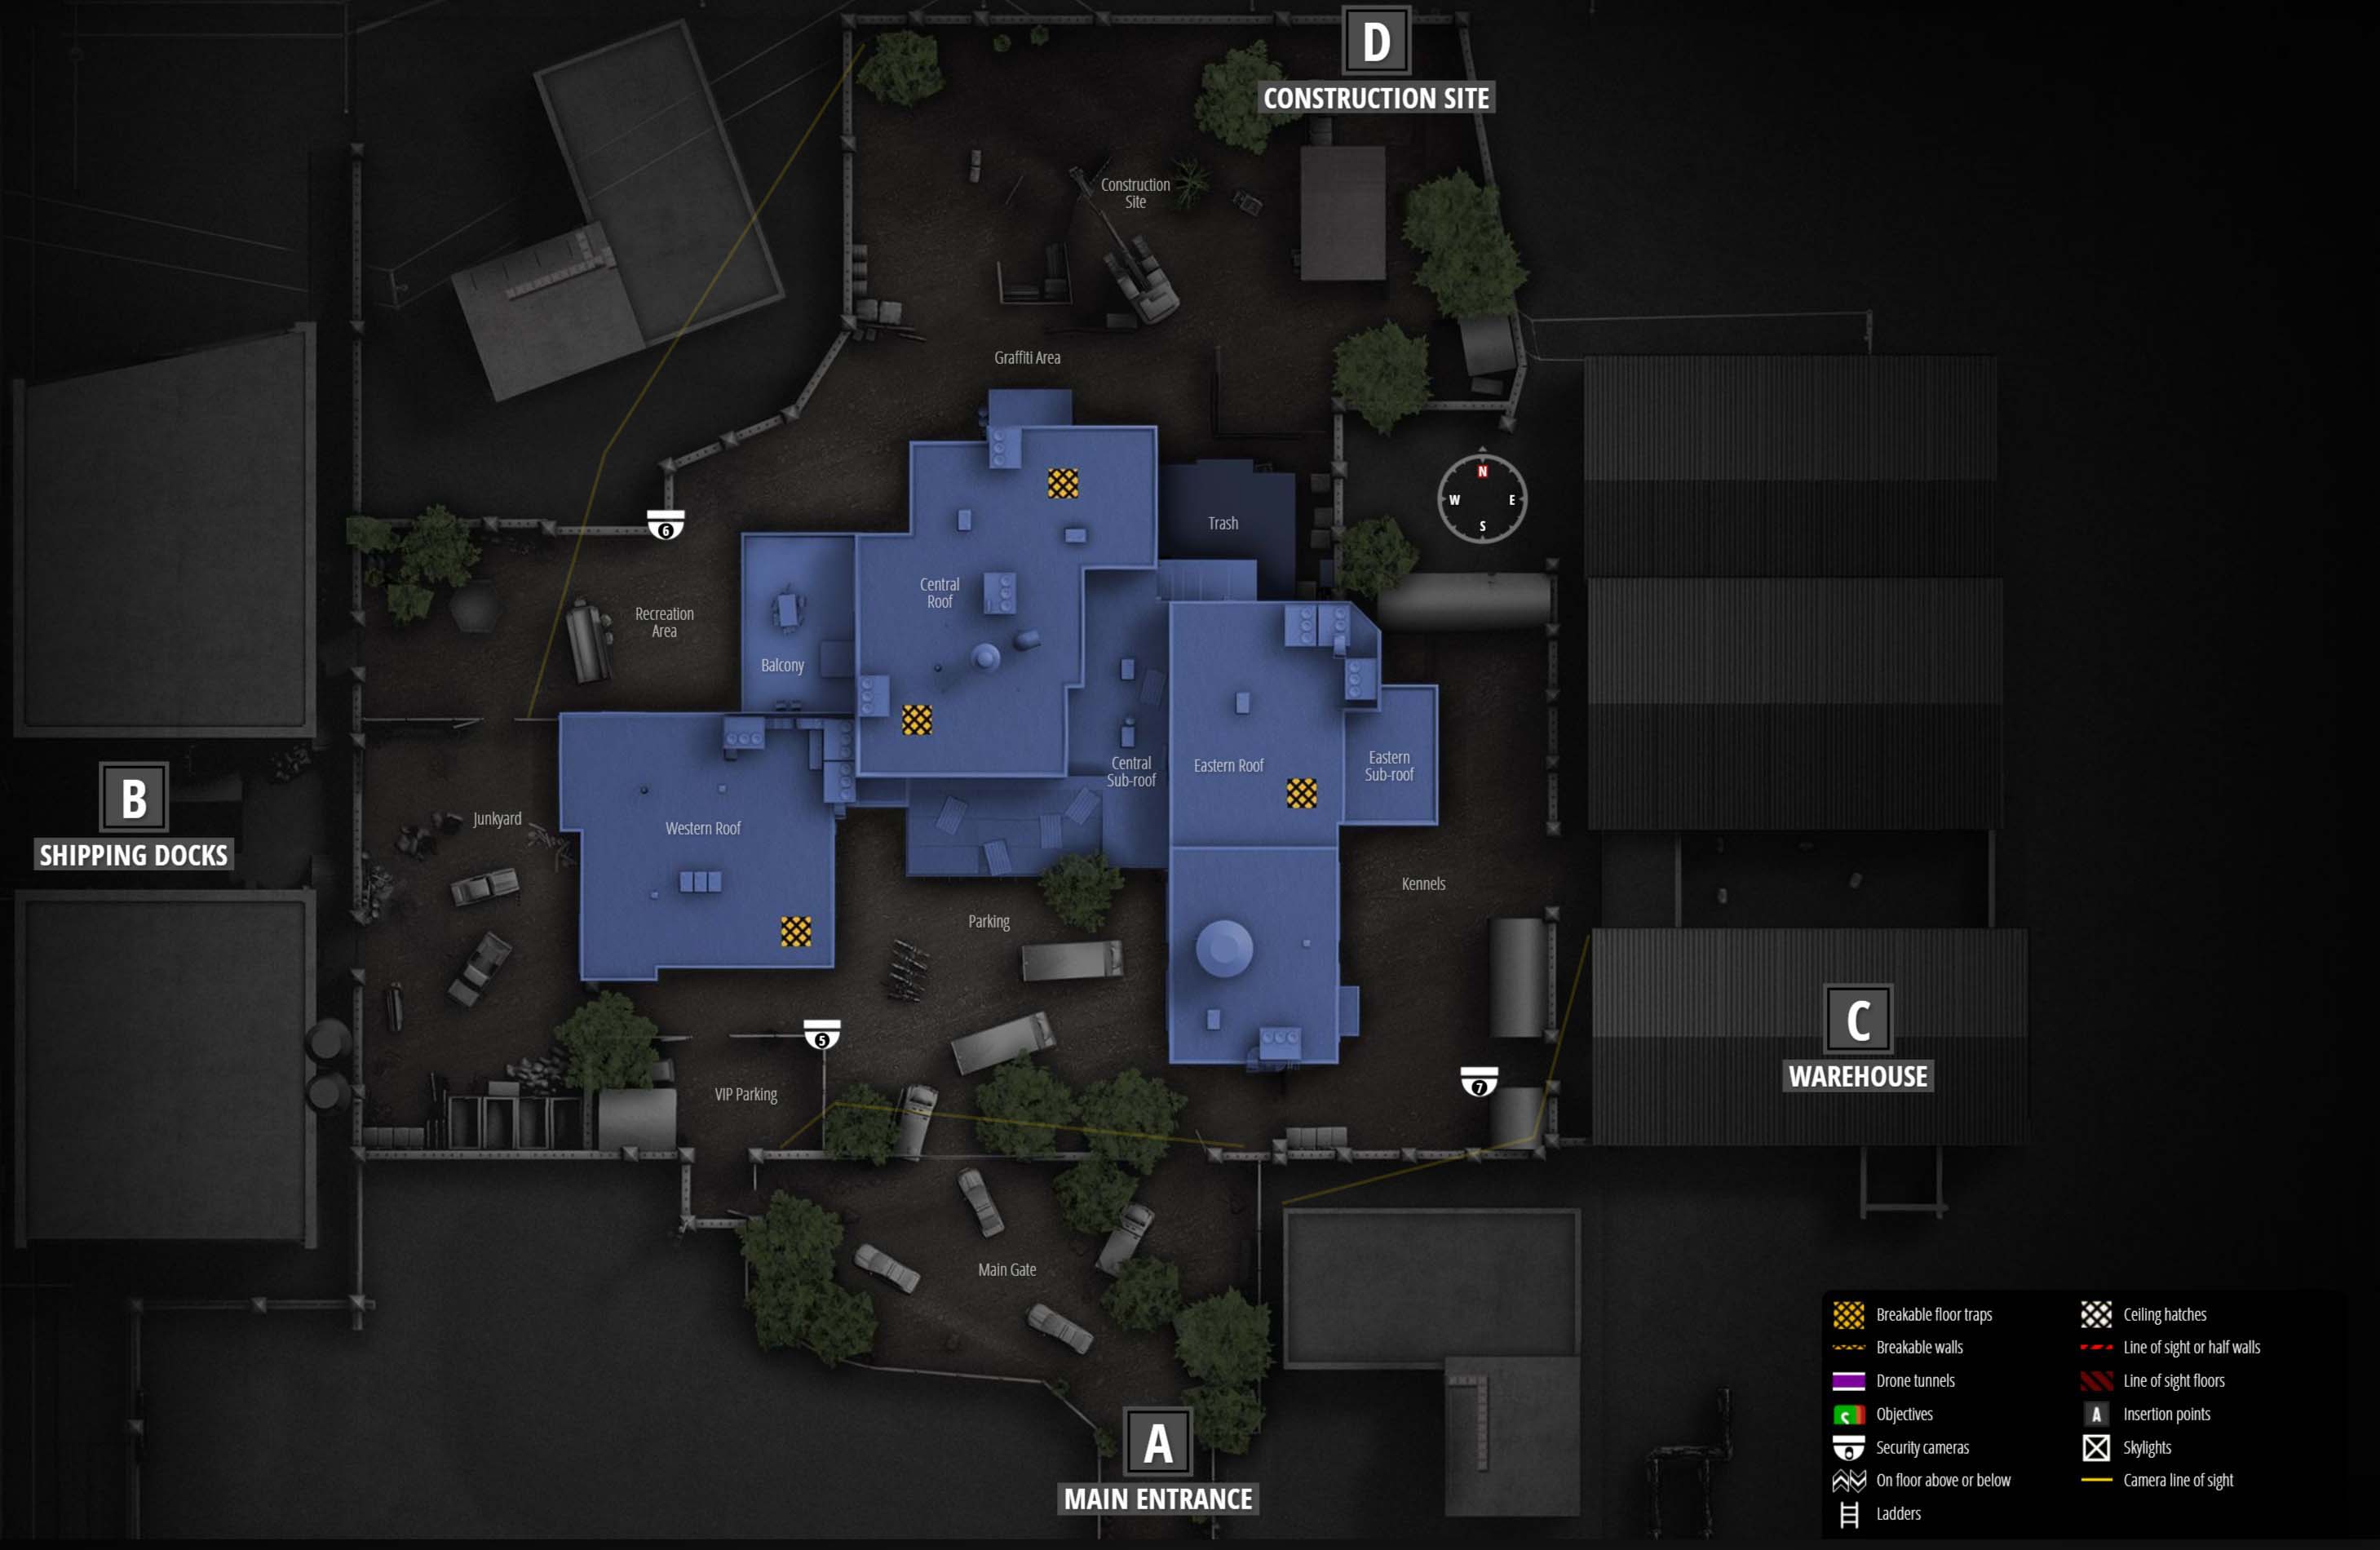 D
CONSTRUCTION SITE
Construction
Site
Graffiti Area
N
W
E
S
6
Trash
Central
Roof
Recreation
Area
Balcony
Central
Sub-roof
Eastern Roof
Eastern
Sub-roof
B
SHIPPING DOCKS
Junkyard
Western Roof
Kennels
Parking
C
WAREHOUSE
5
7
VIP Parking
Main Gate
A
MAIN ENTRANCE
Breakable floor traps
Breakable walls
Drone tunnels
Objectives
Security cameras
On floor above or below
Ladders
Ceiling hatches
Line of sight or half walls
Line of sight floors
A
Insertion points
Skylights
Camera line of sight